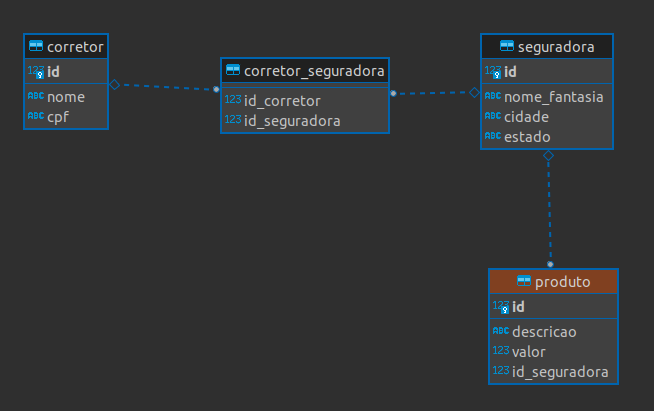 corretor
123 id
ABC nome
ABC cpf
corretor_seguradora
123 id_corretor
123 id_seguradora
seguradora
123 id
ABC nome_fantasia
ABC cidade
ABC estado
produto
123 id
ABC descricao
123 valor
123 id_seguradora